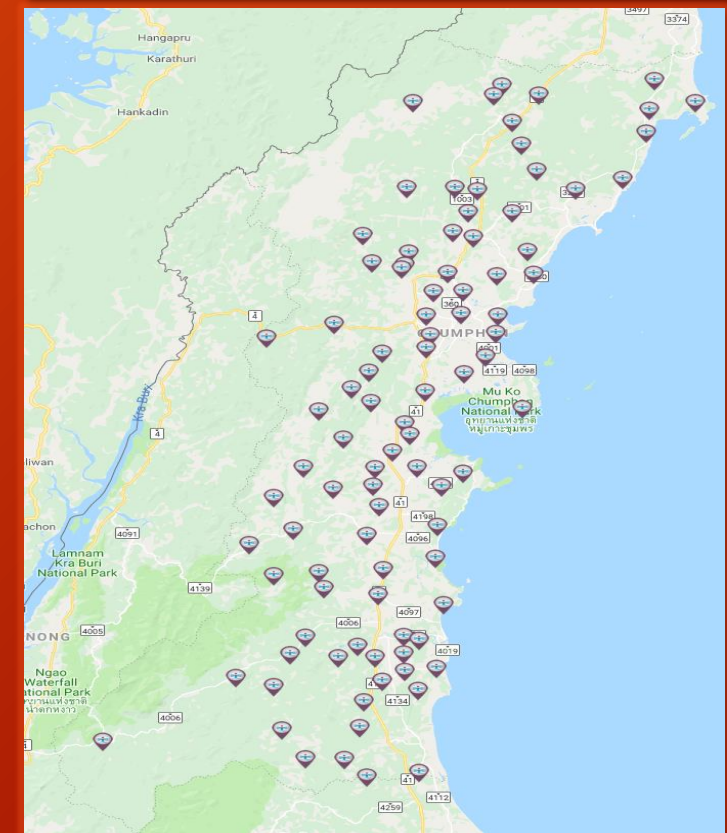 3497
3374
Hangapru
Karathuri
Hankadin
1003
360
4
4001
4119
4098
Mu Ko
Chumphon
National Park
อุทยานแห่งชาติ
หมู่เกาะชุมพร
Kra Buri
41
4
liwan
41
4198
achon
4091
4096
Lamnam
Kra Buri
National Park
4139
4097
4006
4005
NONG
4019
Ngao
Waterfall
ational Park
4134
4006
4
41
4112
4259